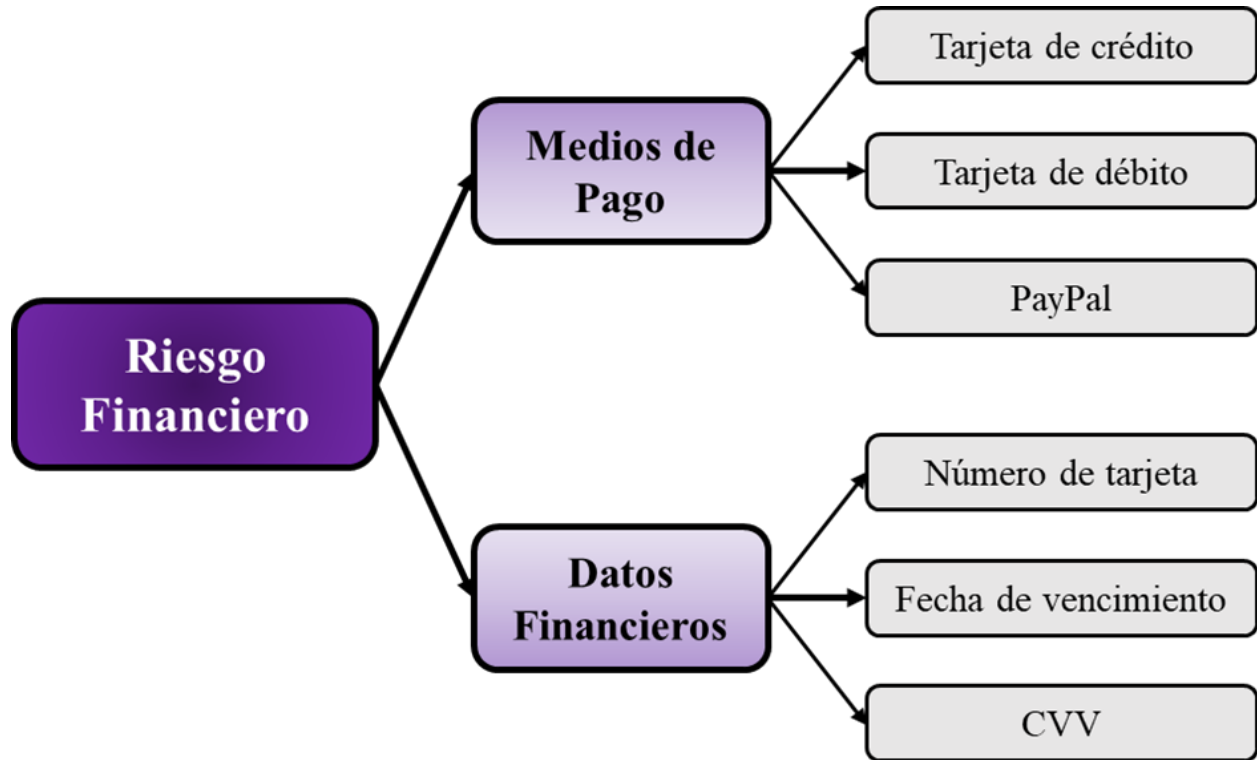 Riesgo
Financiero
Medios de
Pago
Tarjeta de crédito
Tarjeta de débito
PayPal
Datos
Financieros
Número de tarjeta
Fecha de vencimiento
CVV